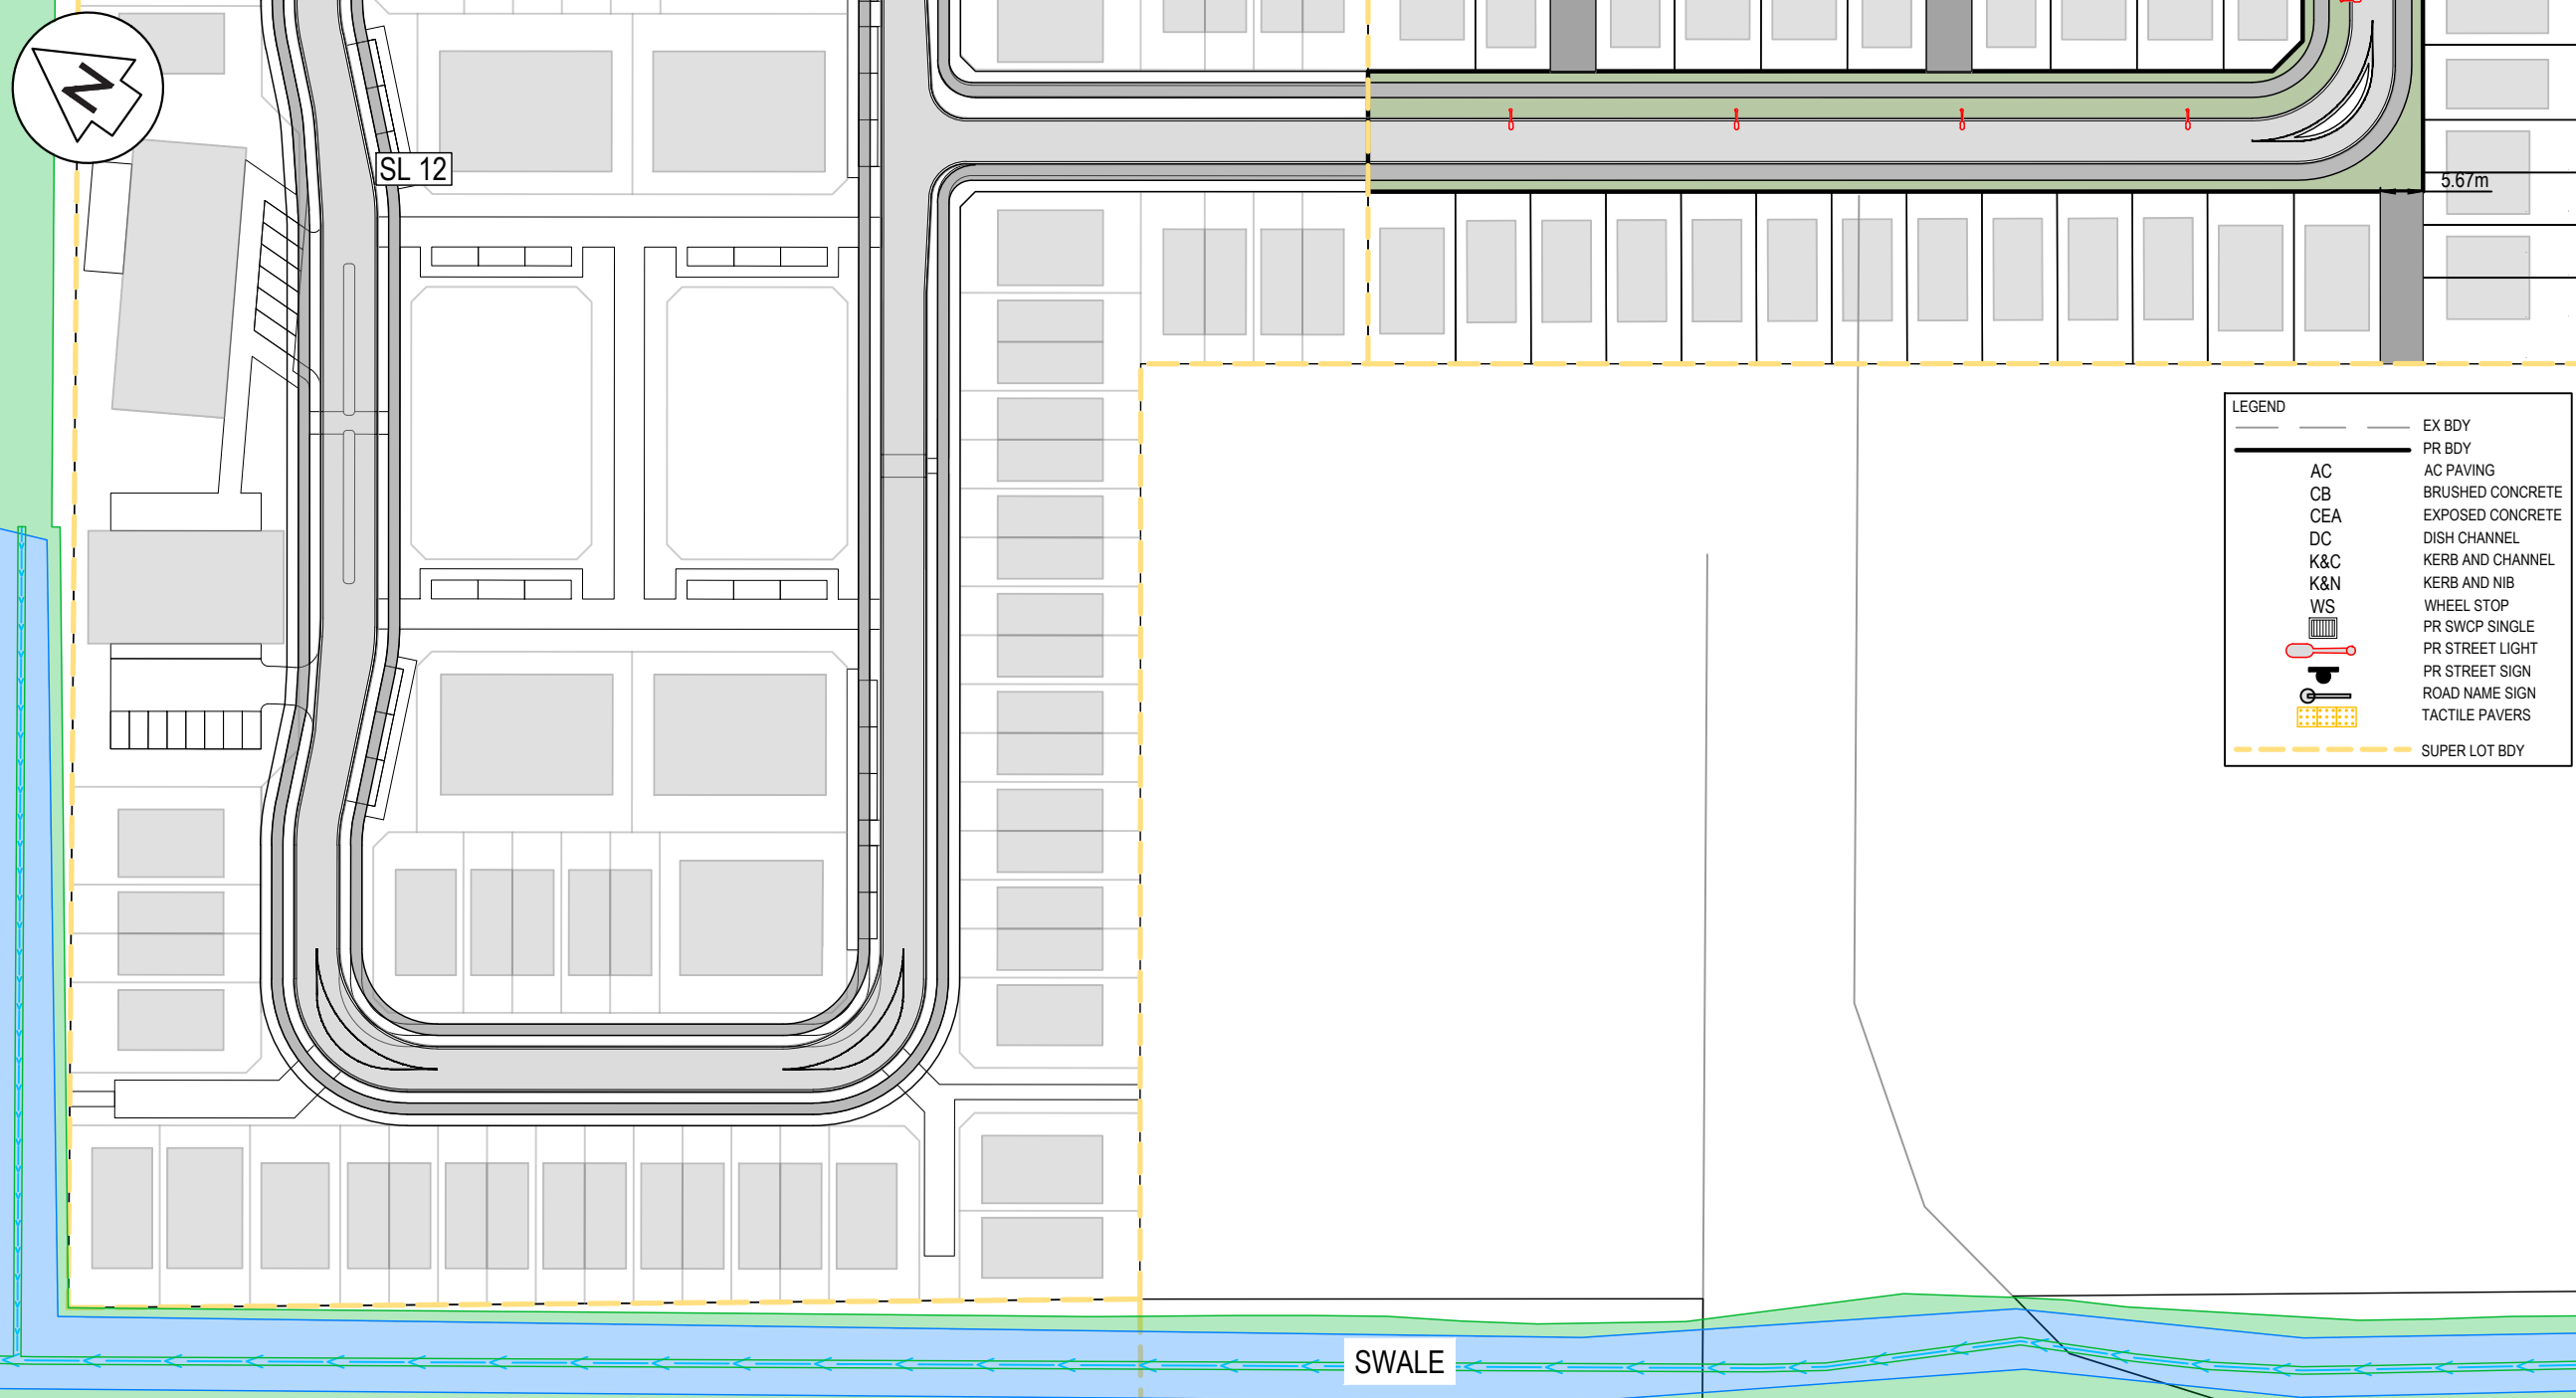 N
SL 12
5.67m
LEGEND
EX BDY
PR BDY
AC AC PAVING
CB BRUSHED CONCRETE
CEA EXPOSED CONCRETE
DC DISH CHANNEL
K&C KERB AND CHANNEL
K&N KERB AND NIB
WS WHEEL STOP
PR SWCP SINGLE
PR STREET LIGHT
PR STREET SIGN
ROAD NAME SIGN
TACTILE PAVERS
SUPER LOT BDY
SWALE